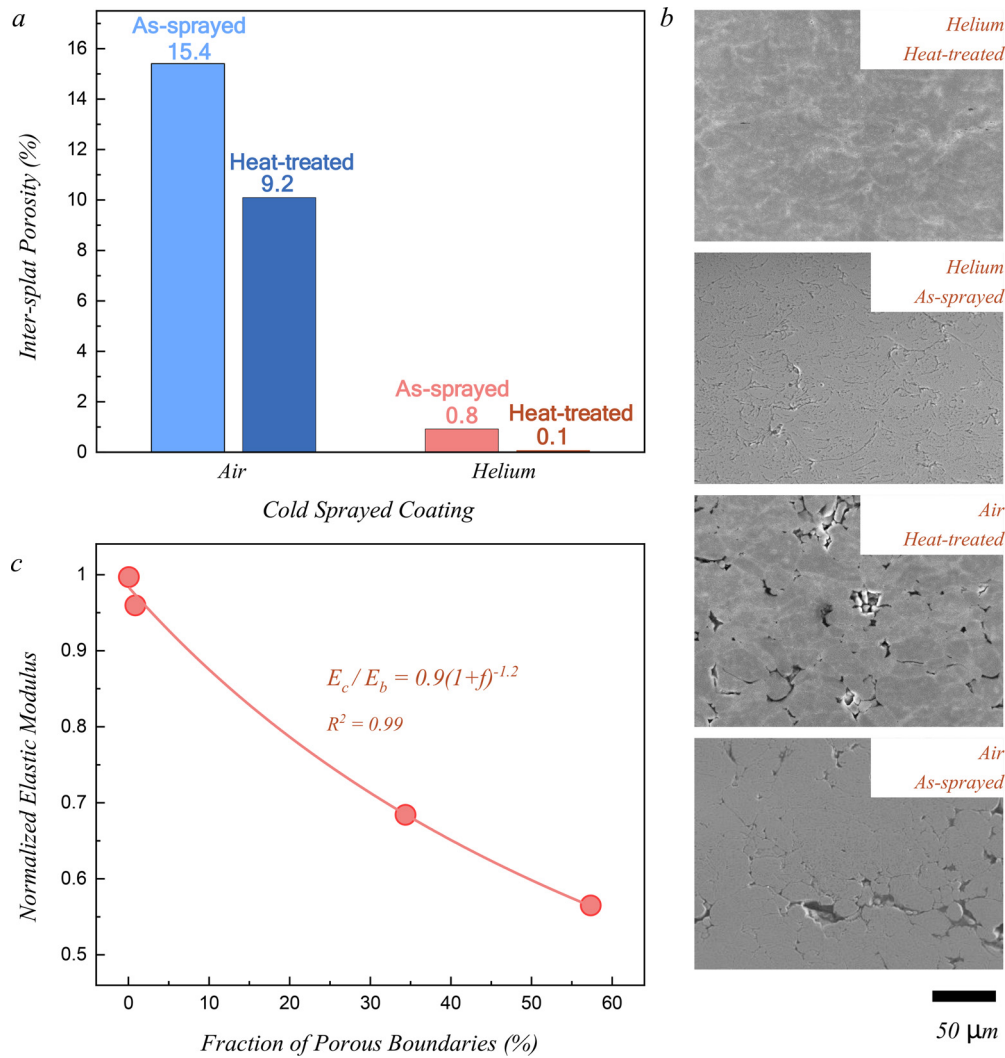 a
As-sprayed
15.4
Heat-treated
9.2
As-sprayed
0.8
Heat-treated
0.1
16
14
12
10
8
6
4
2
0
Inter-splat Porosity (%)
Air
Helium
Cold Sprayed Coating
b
Helium
Heat-treated
Helium
As-sprayed
Air
Heat-treated
Air
As-sprayed
50 μm
c
1
0.9
0.8
0.7
0.6
0.5
Normalized Elastic Modulus
E_c / E_b = 0.9(1+f)^-1.2
R^2 = 0.99
0 10 20 30 40 50 60
Fraction of Porous Boundaries (%)